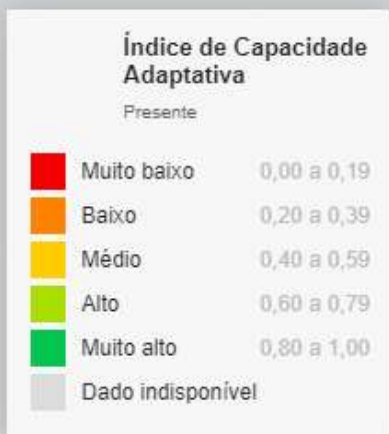 Índice de Capacidade
Adaptativa
Presente
Muito baixo 0,00 a 0,19
Baixo 0,20 a 0,39
Médio 0,40 a 0,59
Alto 0,60 a 0,79
Muito alto 0,80 a 1,00
Dado indisponível